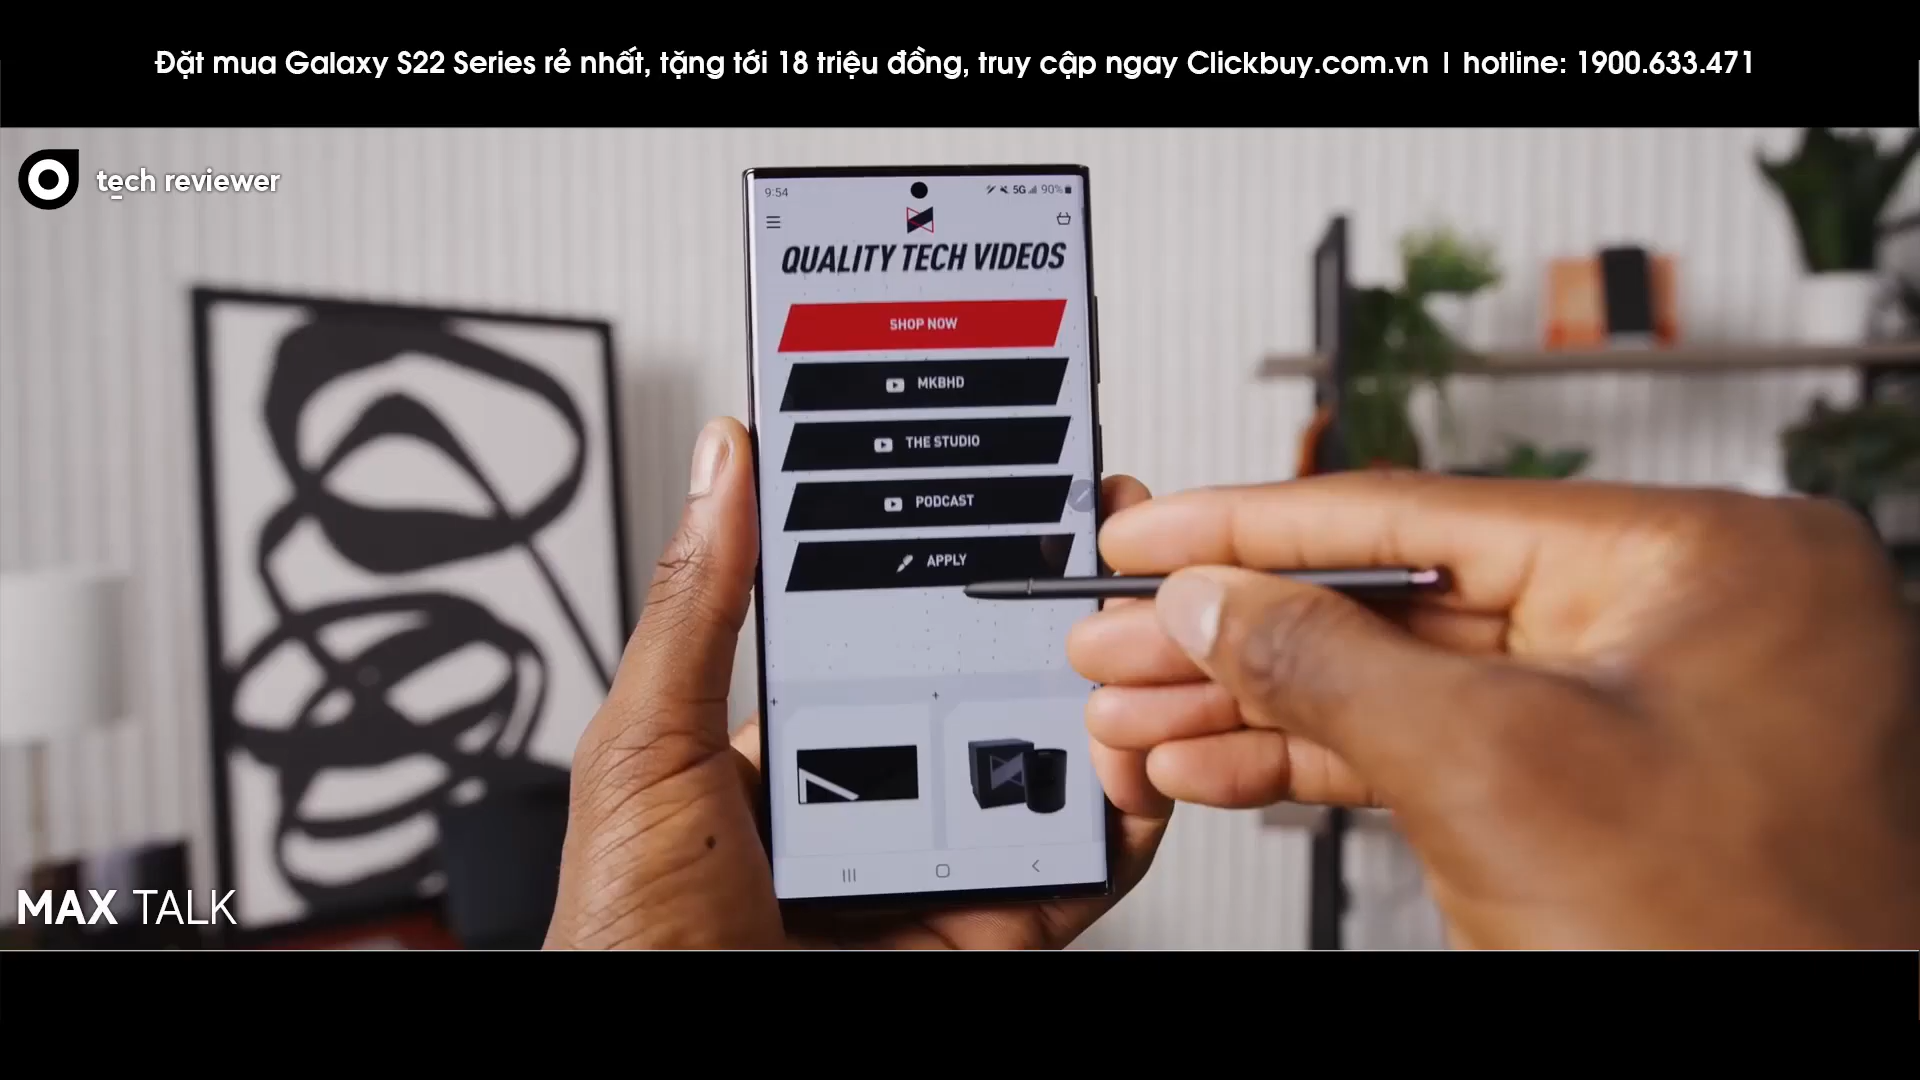 Đặt mua Galaxy S22 Series rẻ nhất, tặng tới 18 triệu đồng, truy cập ngay Clickbuy.com.vn | hotline: 1900.633.471
tech reviewer
9:54
5G 90%
QUALITY TECH VIDEOS
SHOP NOW
MKBHD
THE STUDIO
PODCAST
APPLY
MAX TALK